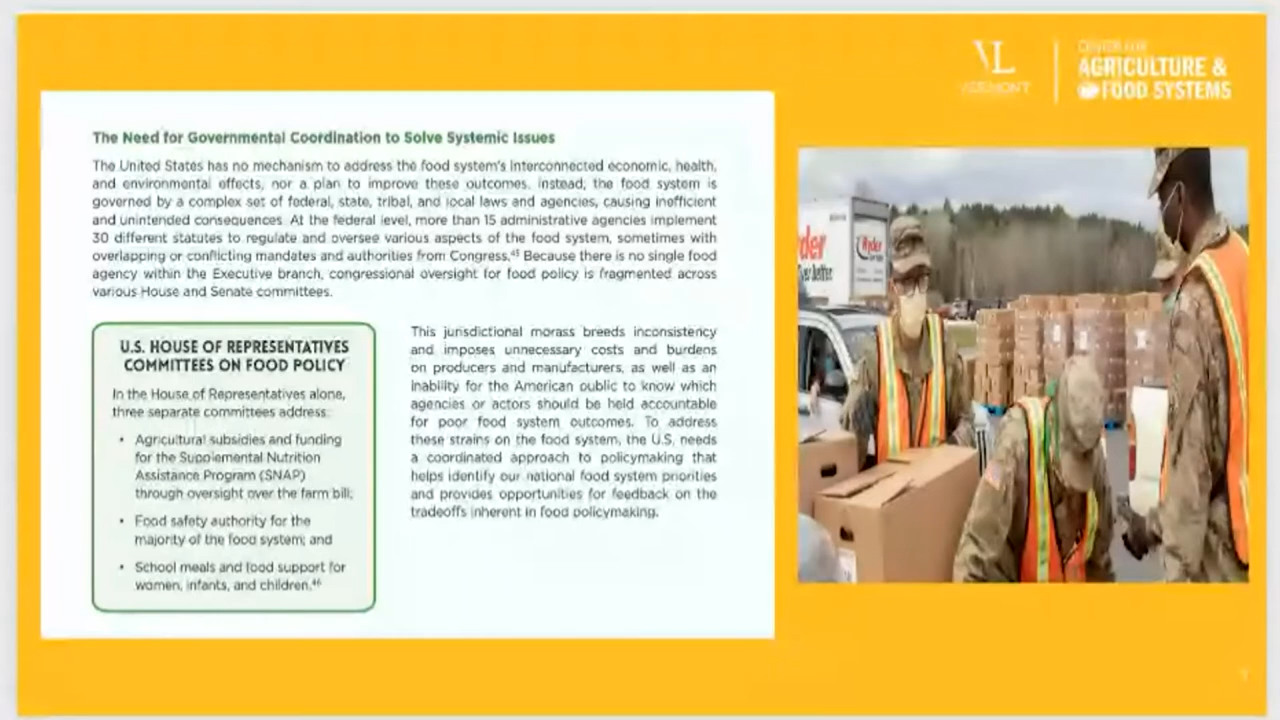 VL
VERMONT
CENTER FOR
AGRICULTURE &
FOOD SYSTEMS
The Need for Governmental Coordination to Solve Systemic Issues
The United States has no mechanism to address the food system's interconnected economic, health,
and environmental effects, nor a plan to improve these outcomes. Instead, the food system is
governed by a complex set of federal, state, tribal, and local laws and agencies, causing inefficient
and unintended consequences. At the federal level, more than 15 administrative agencies implement
30 different statutes to regulate and oversee various aspects of the food system, sometimes with
overlapping or conflicting mandates and authorities from Congress.45 Because there is no single food
agency within the Executive branch, congressional oversight for food policy is fragmented across
various House and Senate committees.
U.S. HOUSE OF REPRESENTATIVES
COMMITTEES ON FOOD POLICY
In the House of Representatives alone,
three separate committees address:
• Agricultural subsidies and funding
for the Supplemental Nutrition
Assistance Program (SNAP)
through oversight over the farm bill;
• Food safety authority for the
majority of the food system; and
• School meals and food support for
women, infants, and children.46
This jurisdictional morass breeds inconsistency
and imposes unnecessary costs and burdens
on producers and manufacturers, as well as an
inability for the American public to know which
agencies or actors should be held accountable
for poor food system outcomes. To address
these strains on the food system, the U.S. needs
a coordinated approach to policymaking that
helps identify our national food system priorities
and provides opportunities for feedback on the
tradeoffs inherent in food policymaking.
der
Ryder